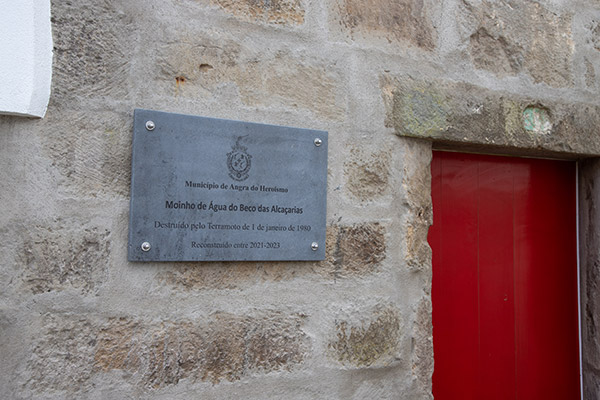 Município de Angra do Heroísmo
Moinho de Água do Beco das Alcaçarias
Destruído pelo Terramoto de 1 de janeiro de 1980
Reconstruído entre 2021-2023